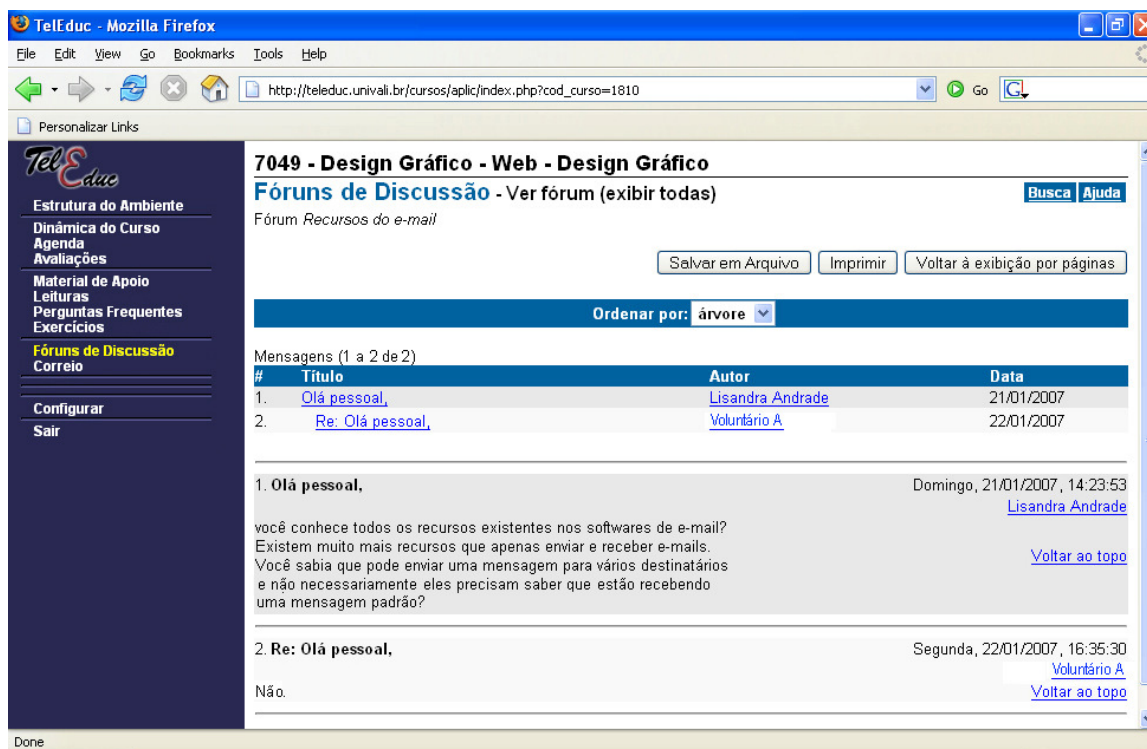 TelEduc - Mozilla Firefox
File Edit View Go Bookmarks Tools Help
http://teleduc.univali.br/cursos/aplic/index.php?cod_curso=1810 Go G
Personalizar Links
TelEduc
Estrutura do Ambiente
Dinâmica do Curso
Agenda
Avaliações
Material de Apoio
Leituras
Perguntas Frequentes
Exercícios
Fóruns de Discussão
Correio
Configurar
Sair
7049 - Design Gráfico - Web - Design Gráfico
Fóruns de Discussão - Ver fórum (exibir todas) Busca Ajuda
Fórum Recursos do e-mail
Salvar em Arquivo Imprimir Voltar à exibição por páginas
Ordenar por: árvore
Mensagens (1 a 2 de 2)
# Título Autor Data
1. Olá pessoal, Lisandra Andrade 21/01/2007
2. Re: Olá pessoal, Voluntário A 22/01/2007
1. Olá pessoal, Domingo, 21/01/2007, 14:23:53
Lisandra Andrade
você conhece todos os recursos existentes nos softwares de e-mail?
Existem muito mais recursos que apenas enviar e receber e-mails.
Você sabia que pode enviar uma mensagem para vários destinatários
e não necessariamente eles precisam saber que estão recebendo
uma mensagem padrão?
Voltar ao topo
2. Re: Olá pessoal, Segunda, 22/01/2007, 16:35:30
Voluntário A
Não. Voltar ao topo
Done